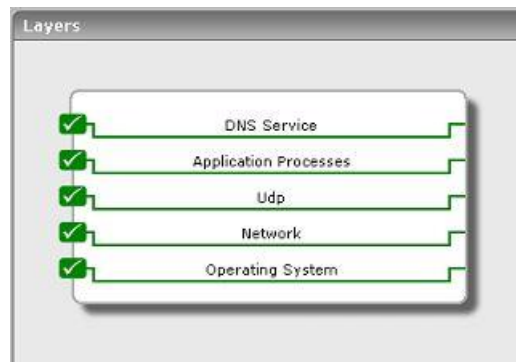 Layers
DNS Service
Application Processes
Udp
Network
Operating System